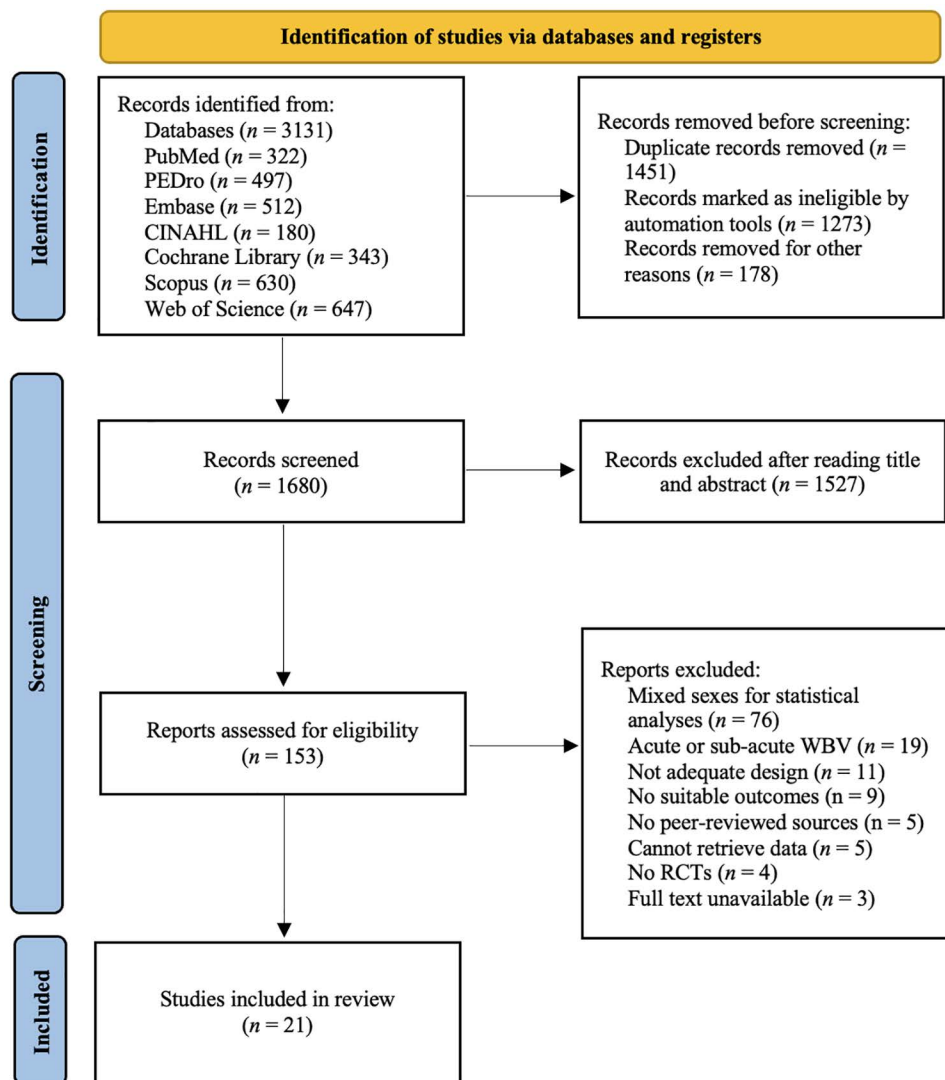 Identification of studies via databases and registers
Identification
Records identified from:
Databases (n = 3131)
PubMed (n = 322)
PEDro (n = 497)
Embase (n = 512)
CINAHL (n = 180)
Cochrane Library (n = 343)
Scopus (n = 630)
Web of Science (n = 647)
Records removed before screening:
Duplicate records removed (n =
1451)
Records marked as ineligible by
automation tools (n = 1273)
Records removed for other
reasons (n = 178)
Screening
Records screened
(n = 1680)
Records excluded after reading title
and abstract (n = 1527)
Reports assessed for eligibility
(n = 153)
Reports excluded:
Mixed sexes for statistical
analyses (n = 76)
Acute or sub-acute WBV (n = 19)
Not adequate design (n = 11)
No suitable outcomes (n = 9)
No peer-reviewed sources (n = 5)
Cannot retrieve data (n = 5)
No RCTs (n = 4)
Full text unavailable (n = 3)
Included
Studies included in review
(n = 21)